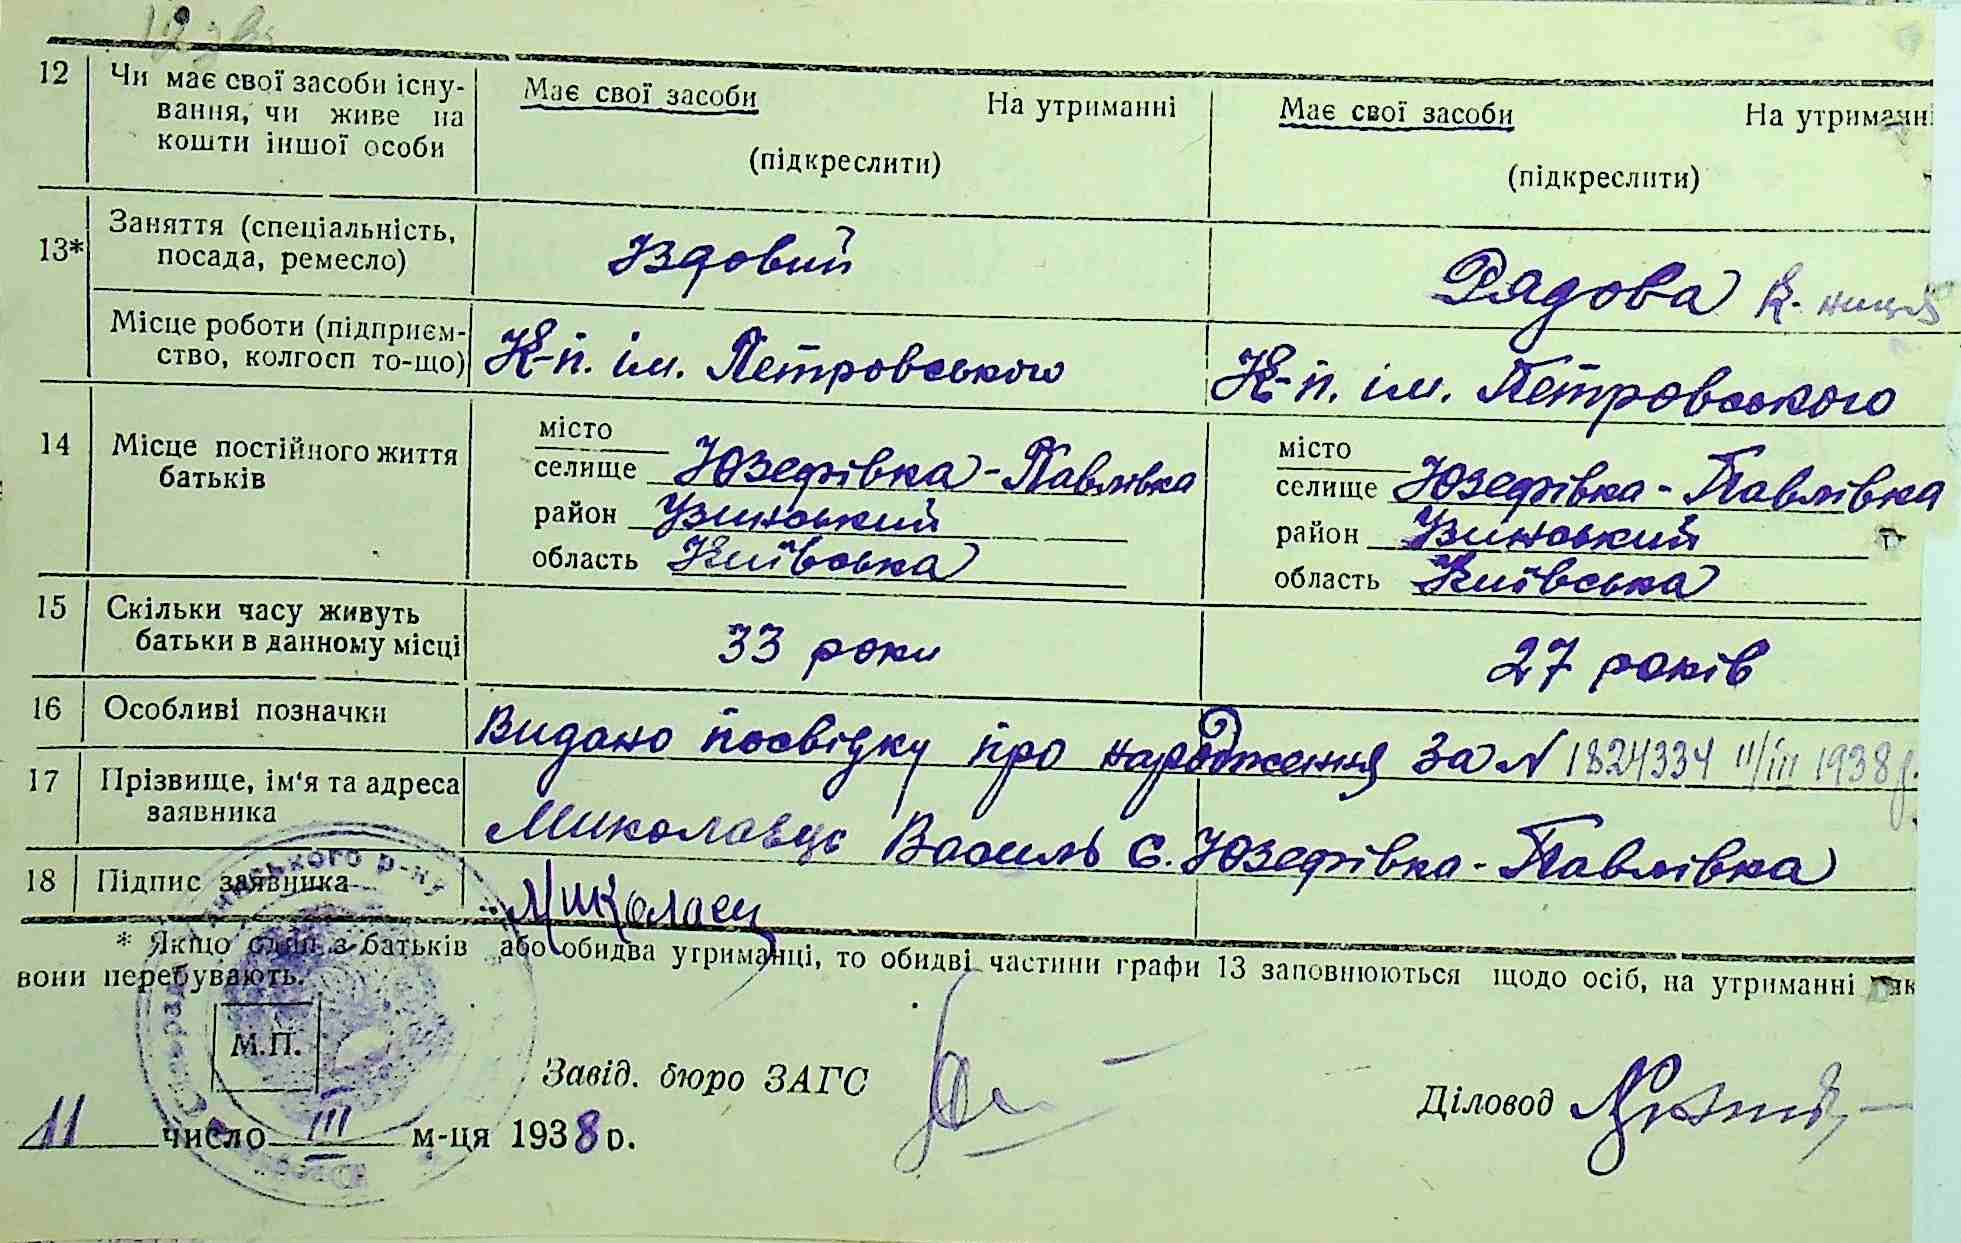 12 Чи має свої засоби існу- Має свої засоби На утриманні Має свої засоби На утриманні
вання, чи живе на
кошти іншої особи (підкреслити) (підкреслити)
13* Заняття (спеціальність, Їздовий Рядова к-ниця
посада, ремесло)
Місце роботи (підприєм- К-п. ім. Петровського К-п. ім. Петровського
ство, колгосп то-що)
14 Місце постійного життя місто місто
батьків селище Юзефівка-Павлівка селище Юзефівка-Павлівка
район Узинський район Узинський
область Київська область Київська
15 Скільки часу живуть 33 роки 27 років
батьки в данному місці
16 Особливі позначки Видано посвідку про народження за N 1824334 11/III 1938 р.
17 Прізвище, ім'я та адреса Миколаєць Василь с. Юзефівка-Павлівка
заявника
18 Підпис заявника Миколаец
* Якщо один з батьків або обидва утриманці, то обидві частини графи 13 заповнюються щодо осіб, на утриманні як
вони перебувають.
М.П.
Завід. бюро ЗАГС
Діловод
11 число III м-ця 1938 р.